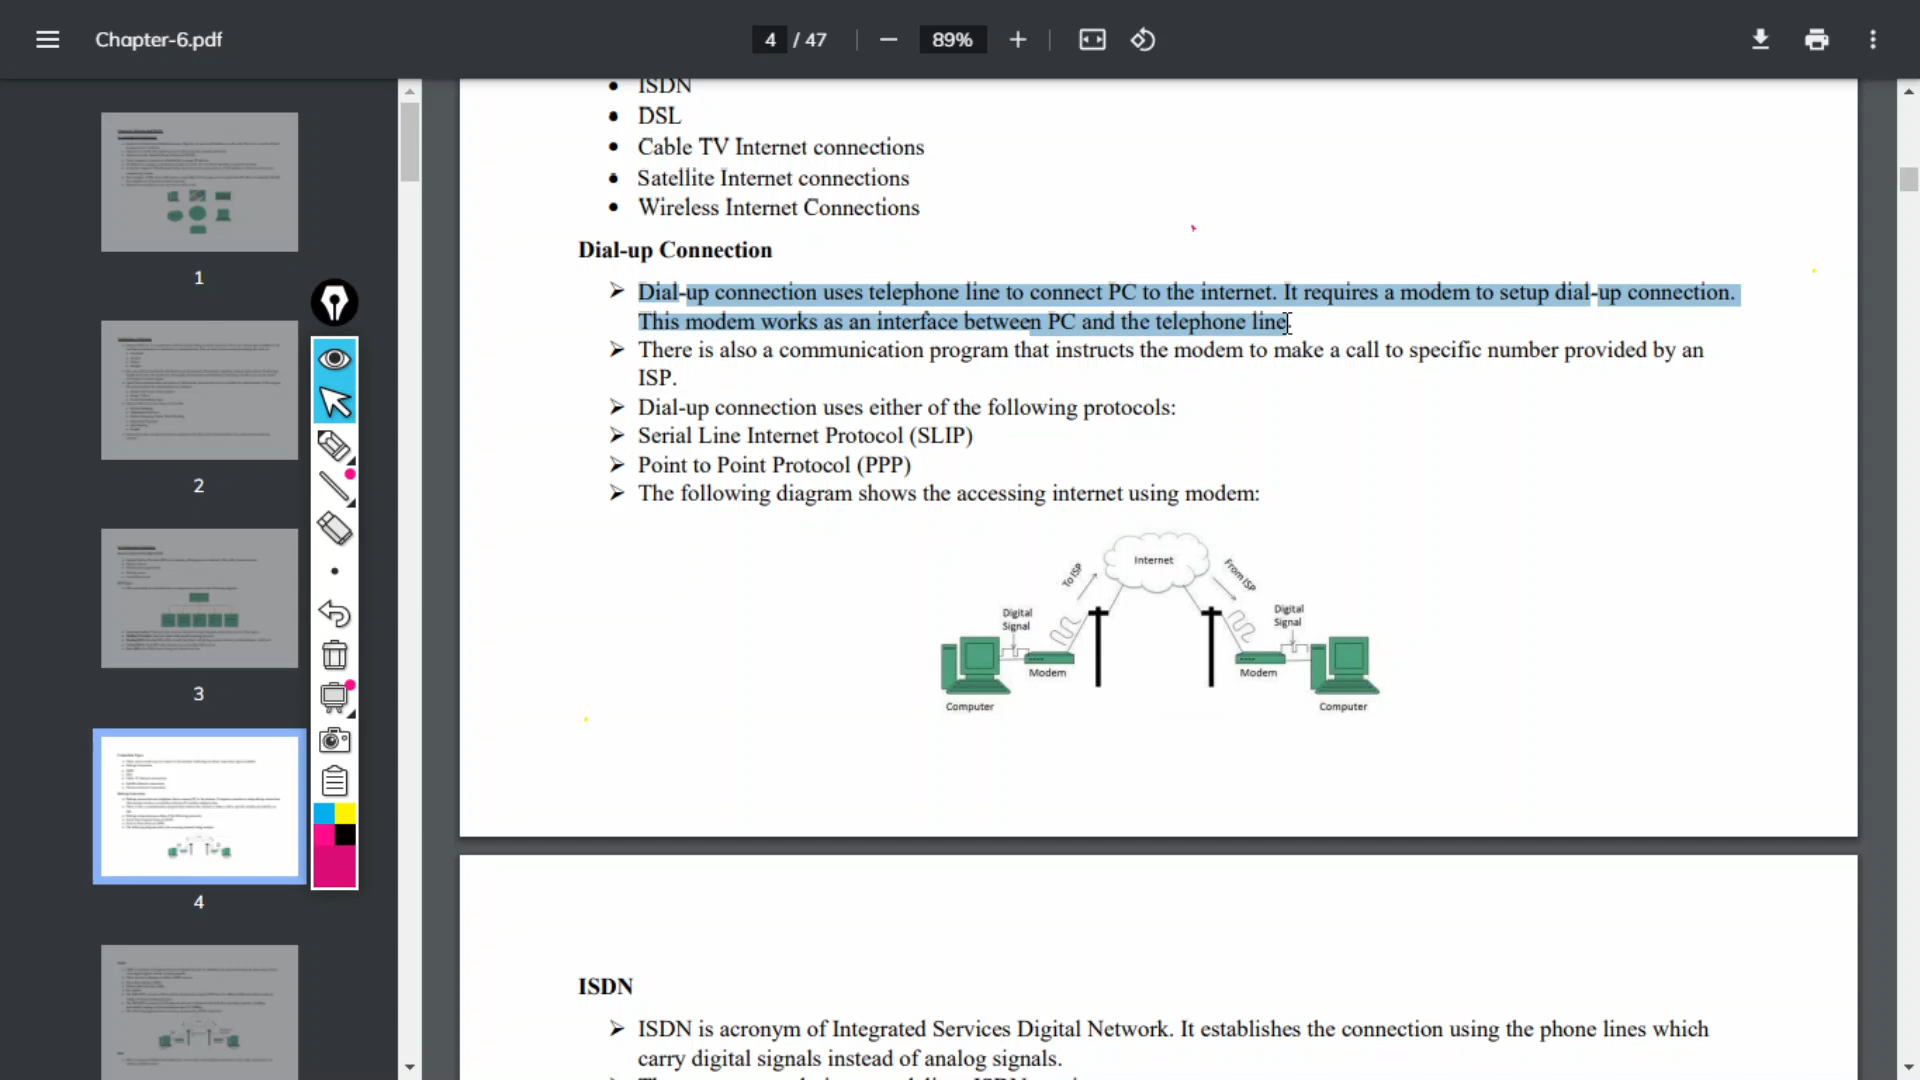 Chapter-6.pdf
4 / 47
89%
1
2
3
4
ISDN
DSL
Cable TV Internet connections
Satellite Internet connections
Wireless Internet Connections
Dial-up Connection
Dial-up connection uses telephone line to connect PC to the internet. It requires a modem to setup dial-up connection.
This modem works as an interface between PC and the telephone line.
There is also a communication program that instructs the modem to make a call to specific number provided by an
ISP.
Dial-up connection uses either of the following protocols:
Serial Line Internet Protocol (SLIP)
Point to Point Protocol (PPP)
The following diagram shows the accessing internet using modem:
Internet
To ISP
From ISP
Digital
Signal
Digital
Signal
Modem
Modem
Computer
Computer
ISDN
ISDN is acronym of Integrated Services Digital Network. It establishes the connection using the phone lines which
carry digital signals instead of analog signals.